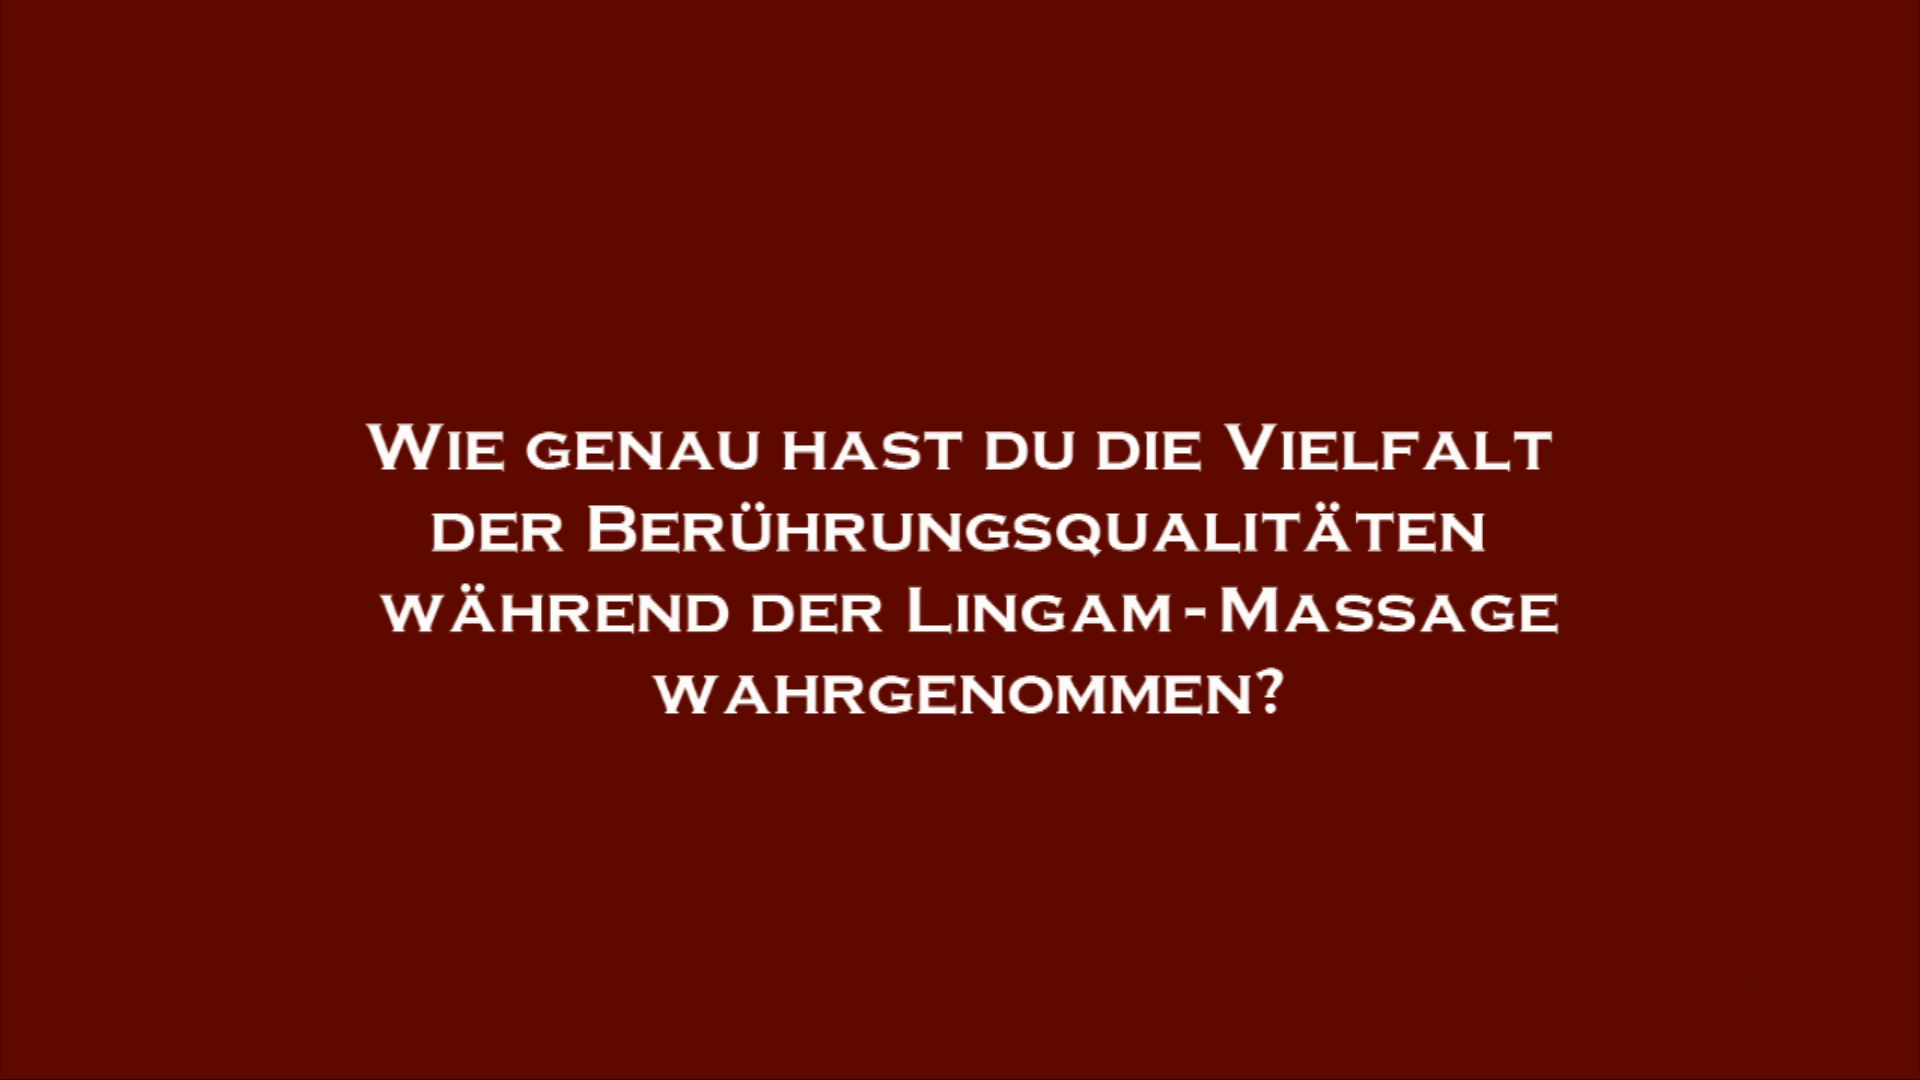 Wie genau hast du die Vielfalt
der Berührungsqualitäten
während der Lingam-Massage
wahrgenommen?